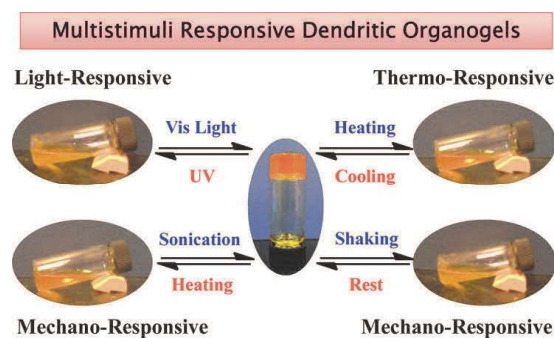 Multistimuli Responsive Dendritic Organogels
Light-Responsive
Thermo-Responsive
Vis Light
UV
Heating
Cooling
Sonication
Heating
Shaking
Rest
Mechano-Responsive
Mechano-Responsive